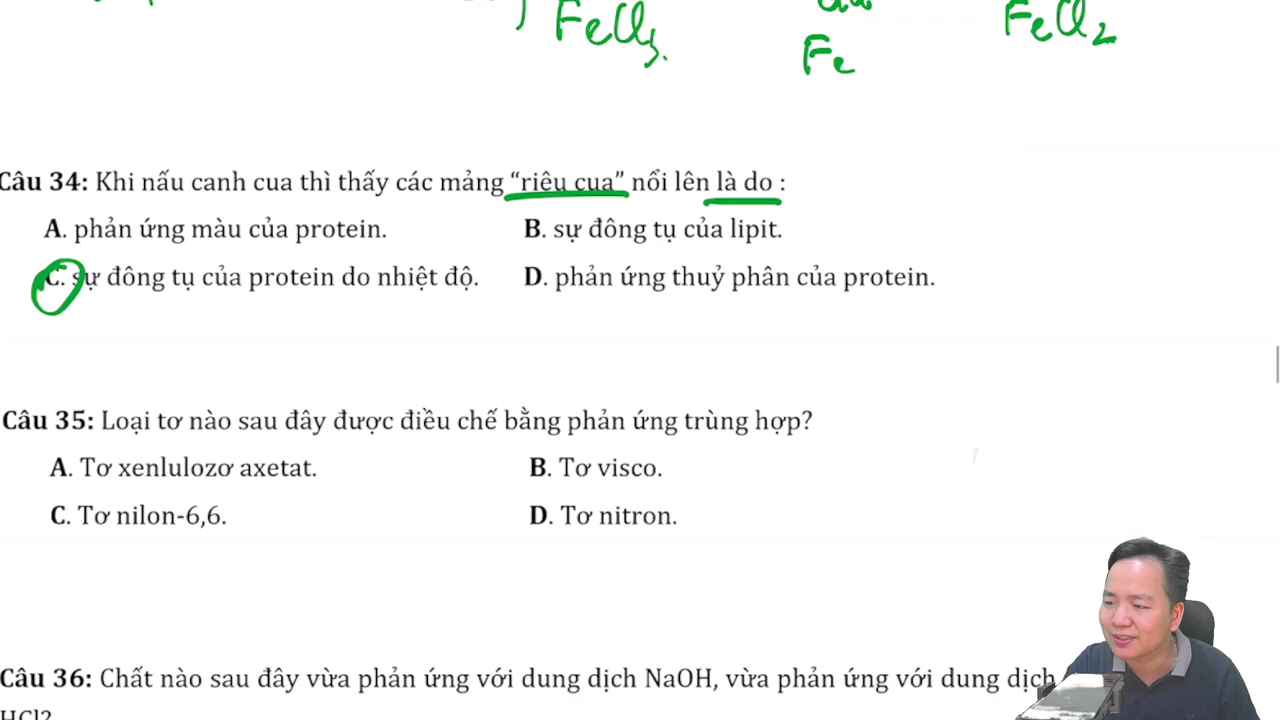 FeCl3.
Fe
FeCl2
Câu 34: Khi nấu canh cua thì thấy các mảng “riêu cua” nổi lên là do :
A. phản ứng màu của protein.
B. sự đông tụ của lipit.
C. sự đông tụ của protein do nhiệt độ.
D. phản ứng thuỷ phân của protein.
Câu 35: Loại tơ nào sau đây được điều chế bằng phản ứng trùng hợp?
A. Tơ xenlulozơ axetat.
B. Tơ visco.
C. Tơ nilon-6,6.
D. Tơ nitron.
Câu 36: Chất nào sau đây vừa phản ứng với dung dịch NaOH, vừa phản ứng với dung dịch
HCl?